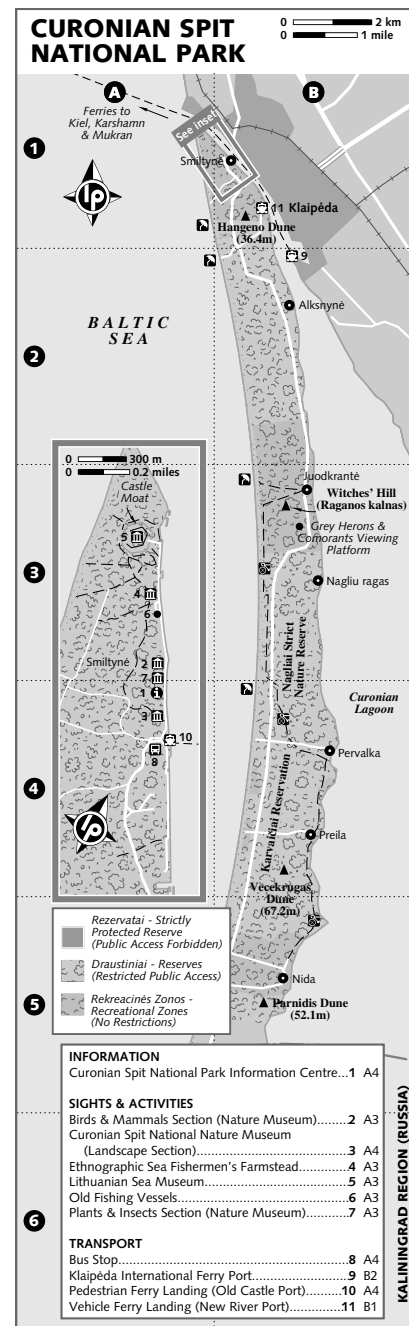 CURONIAN SPIT
NATIONAL PARK
0 2 km
0 1 mile
A
B
Ferries to
Kiel, Karshamn
& Mukran
See inset
1
Smiltynė
lp
11 Klaipėda
Hangeno Dune
(36.4m)
9
Alksnynė
BALTIC
SEA
2
0 300 m
0 0.2 miles
Castle
Moat
Juodkrantė
Witches' Hill
(Raganos kalnas)
5
Grey Herons &
Comorants Viewing
Platform
3
4
6
Nagliu ragas
Nagliai Strict
Nature Reserve
Smiltynė
2
7
1
3
Curonian
Lagoon
10
8
Pervalka
4
lp
Karvaičiai Reservation
Preila
Vecekrugas
Dune
(67.2m)
Rezervatai - Strictly
Protected Reserve
(Public Access Forbidden)
Draustiniai - Reserves
(Restricted Public Access)
Rekreacinės Zonos -
Recreational Zones
(No Restrictions)
Nida
5
Parnidis Dune
(52.1m)
INFORMATION
Curonian Spit National Park Information Centre...1 A4
SIGHTS & ACTIVITIES
Birds & Mammals Section (Nature Museum)........2 A3
Curonian Spit National Nature Museum
(Landscape Section)......................................3 A4
Ethnographic Sea Fishermen's Farmstead.............4 A3
Lithuanian Sea Museum......................................5 A3
Old Fishing Vessels.............................................6 A3
Plants & Insects Section (Nature Museum)...........7 A3
6
TRANSPORT
Bus Stop............................................................8 A4
Klaipėda International Ferry Port.........................9 B2
Pedestrian Ferry Landing (Old Castle Port)..........10 A4
Vehicle Ferry Landing (New River Port)..............11 B1
KALININGRAD REGION (RUSSIA)